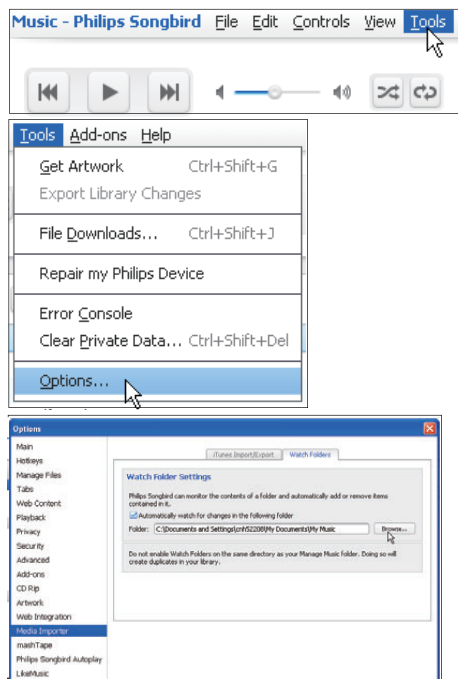 Music - Philips Songbird File Edit Controls View Tools
Tools Add-ons Help
Get Artwork Ctrl+Shift+G
Export Library Changes
File Downloads... Ctrl+Shift+J
Repair my Philips Device
Error Console
Clear Private Data... Ctrl+Shift+Del
Options...
Options
Main
Hotkeys
Manage Files
Tabs
Web Content
Playback
Privacy
Security
Advanced
Add-ons
CD Rip
Artwork
Web Integration
Media Importer
mashTape
Philips Songbird Autoplay
LikeMusic
iTunes Import/Export Watch Folders
Watch Folder Settings
Philips Songbird can monitor the contents of a folder and automatically add or remove items
contained in it.
Automatically watch for changes in the following folder
Folder: C:\Documents and Settings\cnh52208\My Documents\My Music Browse...
Do not enable Watch Folders on the same directory as your Manage Music folder. Doing so will
create duplicates in your library.